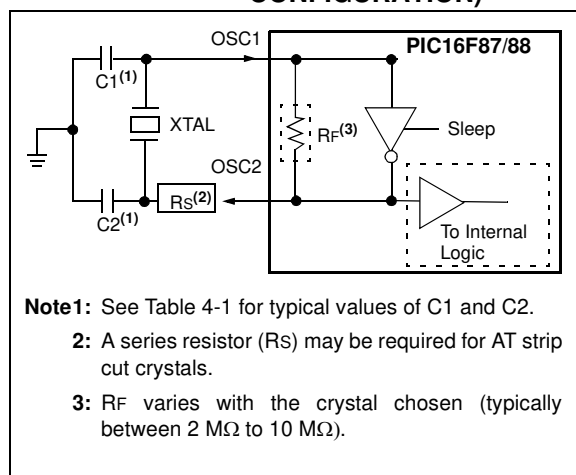 CONFIGURATION)
OSC1
PIC16F87/88
C1(1)
XTAL
RF(3)
Sleep
OSC2
RS(2)
C2(1)
To Internal
Logic
Note1: See Table 4-1 for typical values of C1 and C2.
2: A series resistor (RS) may be required for AT strip
cut crystals.
3: RF varies with the crystal chosen (typically
between 2 MΩ to 10 MΩ).